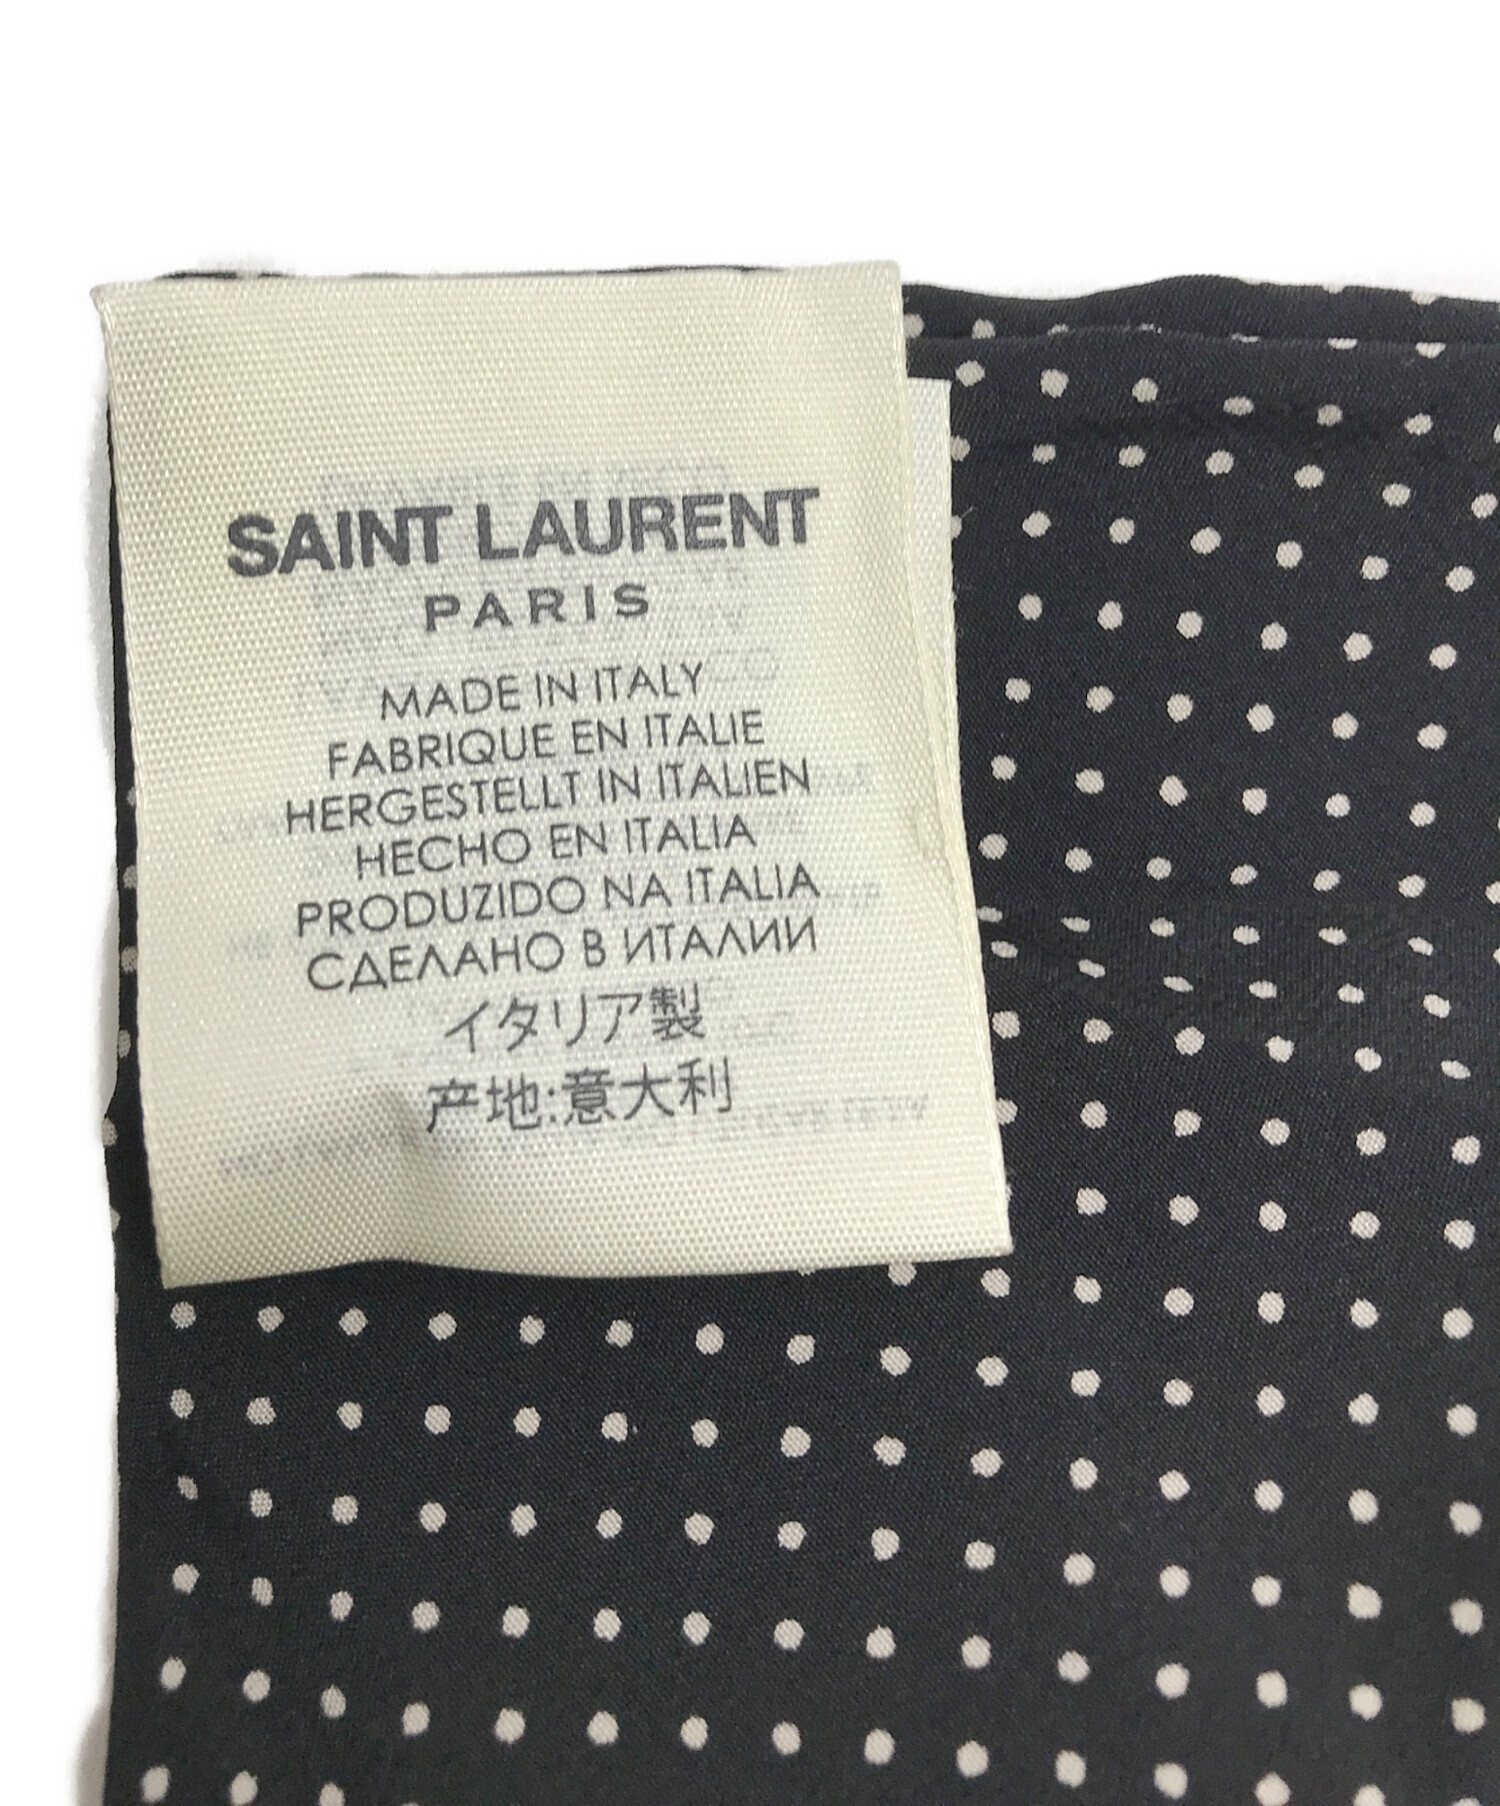 SAINT LAURENT
PARIS
MADE IN ITALY
FABRIQUE EN ITALIE
HERGESTELLT IN ITALIEN
HECHO EN ITALIA
PRODUZIDO NA ITALIA
СДЕЛАНО В ИТАЛИИ
イタリア製
产地:意大利